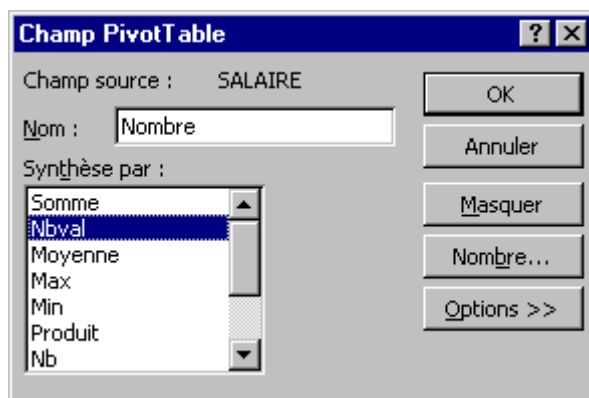 Champ PivotTable
Champ source : SALAIRE
Nom : Nombre
Synthèse par :
Somme
Nbval
Moyenne
Max
Min
Produit
Nb
OK
Annuler
Masquer
Nombre...
Options >>